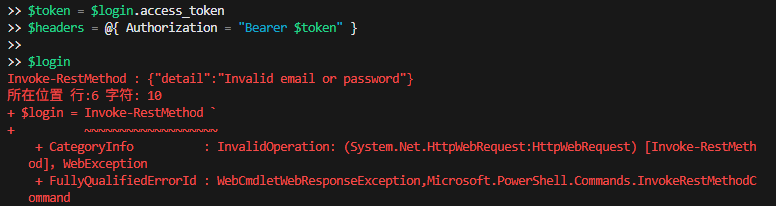 >> $token = $login.access_token
>> $headers = @{ Authorization = "Bearer $token" }
>>
>> $login
Invoke-RestMethod : {"detail":"Invalid email or password"}
所在位置 行:6 字符: 10
+ $login = Invoke-RestMethod `
+          ~~~~~~~~~~~~~~~~~~~
    + CategoryInfo          : InvalidOperation: (System.Net.HttpWebRequest:HttpWebRequest) [Invoke-RestMeth
   od], WebException
    + FullyQualifiedErrorId : WebCmdletWebResponseException,Microsoft.PowerShell.Commands.InvokeRestMethodC
   ommand